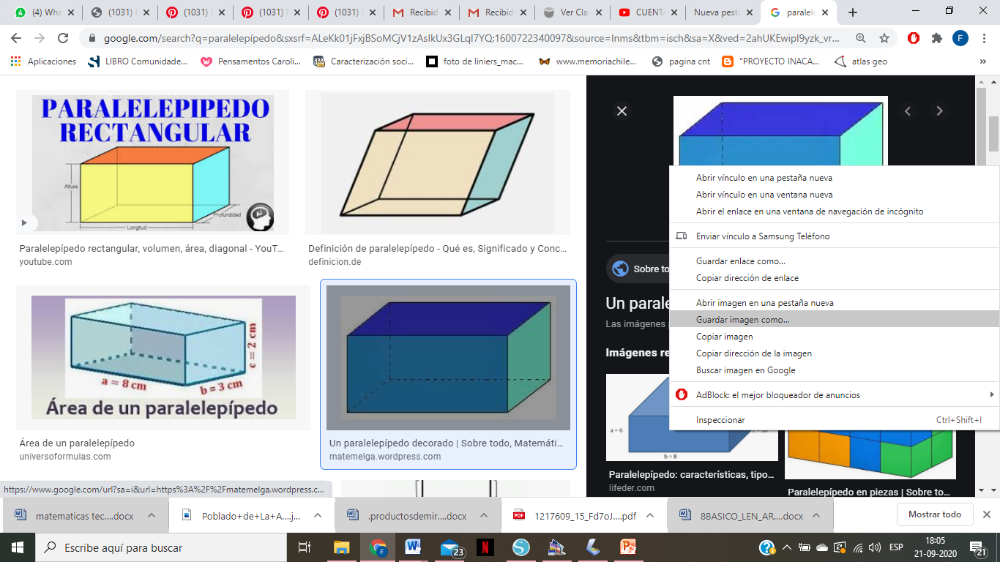 (4) Wha
(1031) P
(1031) P
(1031) P
(1031) P
Recibid
Recibid
Ver Clas
CUENTA
Nueva pest
parale
google.com/search?q=paralelepípedo&sxsrf=ALeKk01jFxjBSoMCjV1zAsIkUx3GLqI7YQ:1600722340097&source=lnms&tbm=isch&sa=X&ved=2ahUKEwipl9yzk_vr...
F
Aplicaciones
LIBRO Comunidade...
Pensamentos Caroli...
Caracterización soci...
foto de liniers_mac...
www.memoriachile...
pagina cnt
"PROYECTO INACA...
atlas geo
»
PARALELEPIPEDO
RECTANGULAR
Altura
Profundidad
Longitud
AI
Paralelepípedo rectangular, volumen, área, diagonal - YouT...
youtube.com
Definición de paralelepípedo - Qué es, Significado y Conc...
definicion.de
c = 2 cm
a = 8 cm
b = 3 cm
Área de un paralelepípedo
Área de un paralelepípedo
universoformulas.com
Un paralelepípedo decorado | Sobre todo, Matemáti...
matemelga.wordpress.com
Sobre to
Un parale
Las imágenes
Imágenes re
a = 6
b = 8
Paralelepípedo: características, tipo...
lifeder.com
Paralelepípedo en piezas | Sobre to...
Abrir vínculo en una pestaña nueva
Abrir vínculo en una ventana nueva
Abrir el enlace en una ventana de navegación de incógnito
Enviar vínculo a Samsung Teléfono
Guardar enlace como...
Copiar dirección de enlace
Abrir imagen en una pestaña nueva
Guardar imagen como...
Copiar imagen
Copiar dirección de la imagen
Buscar imagen en Google
AdBlock: el mejor bloqueador de anuncios
Inspeccionar Ctrl+Shift+I
https://www.google.com/url?sa=i&url=https%3A%2F%2Fmatemelga.wordpress.c...
matematicas tec....docx
Poblado+de+La+A....j...
.productosdemir....docx
PDF
1217609_15_Fd7oJ....pdf
8BASICO_LEN_AR....docx
Mostrar todo
Escribe aquí para buscar
23
ESP
18:05
21-09-2020
21